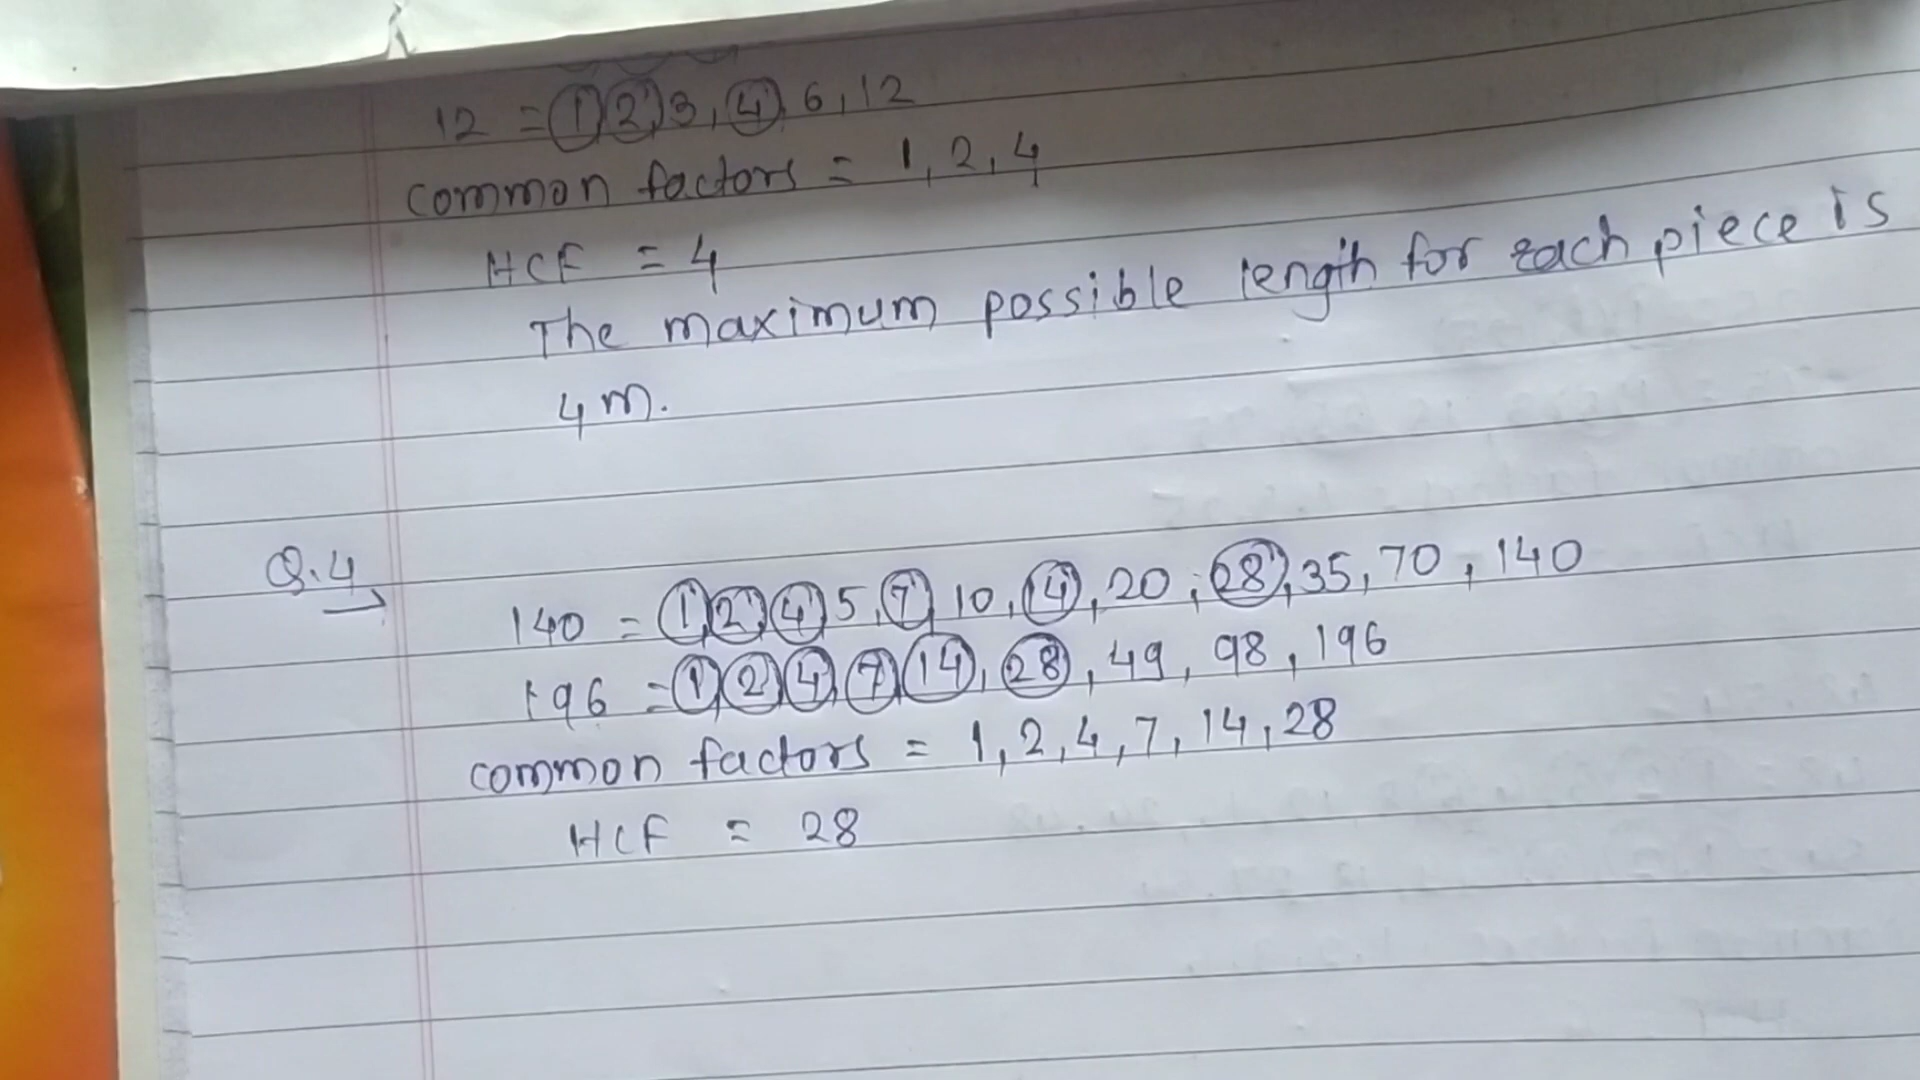 12 = 1, 2, 3, 4, 6, 12
common factors = 1, 2, 4
HCF = 4
The maximum possible length for each piece is
4 m.
Q.4
140 = 1, 2, 4, 5, 7, 10, 14, 20, 28, 35, 70, 140
196 = 1, 2, 4, 7, 14, 28, 49, 98, 196
common factors = 1, 2, 4, 7, 14, 28
HCF = 28